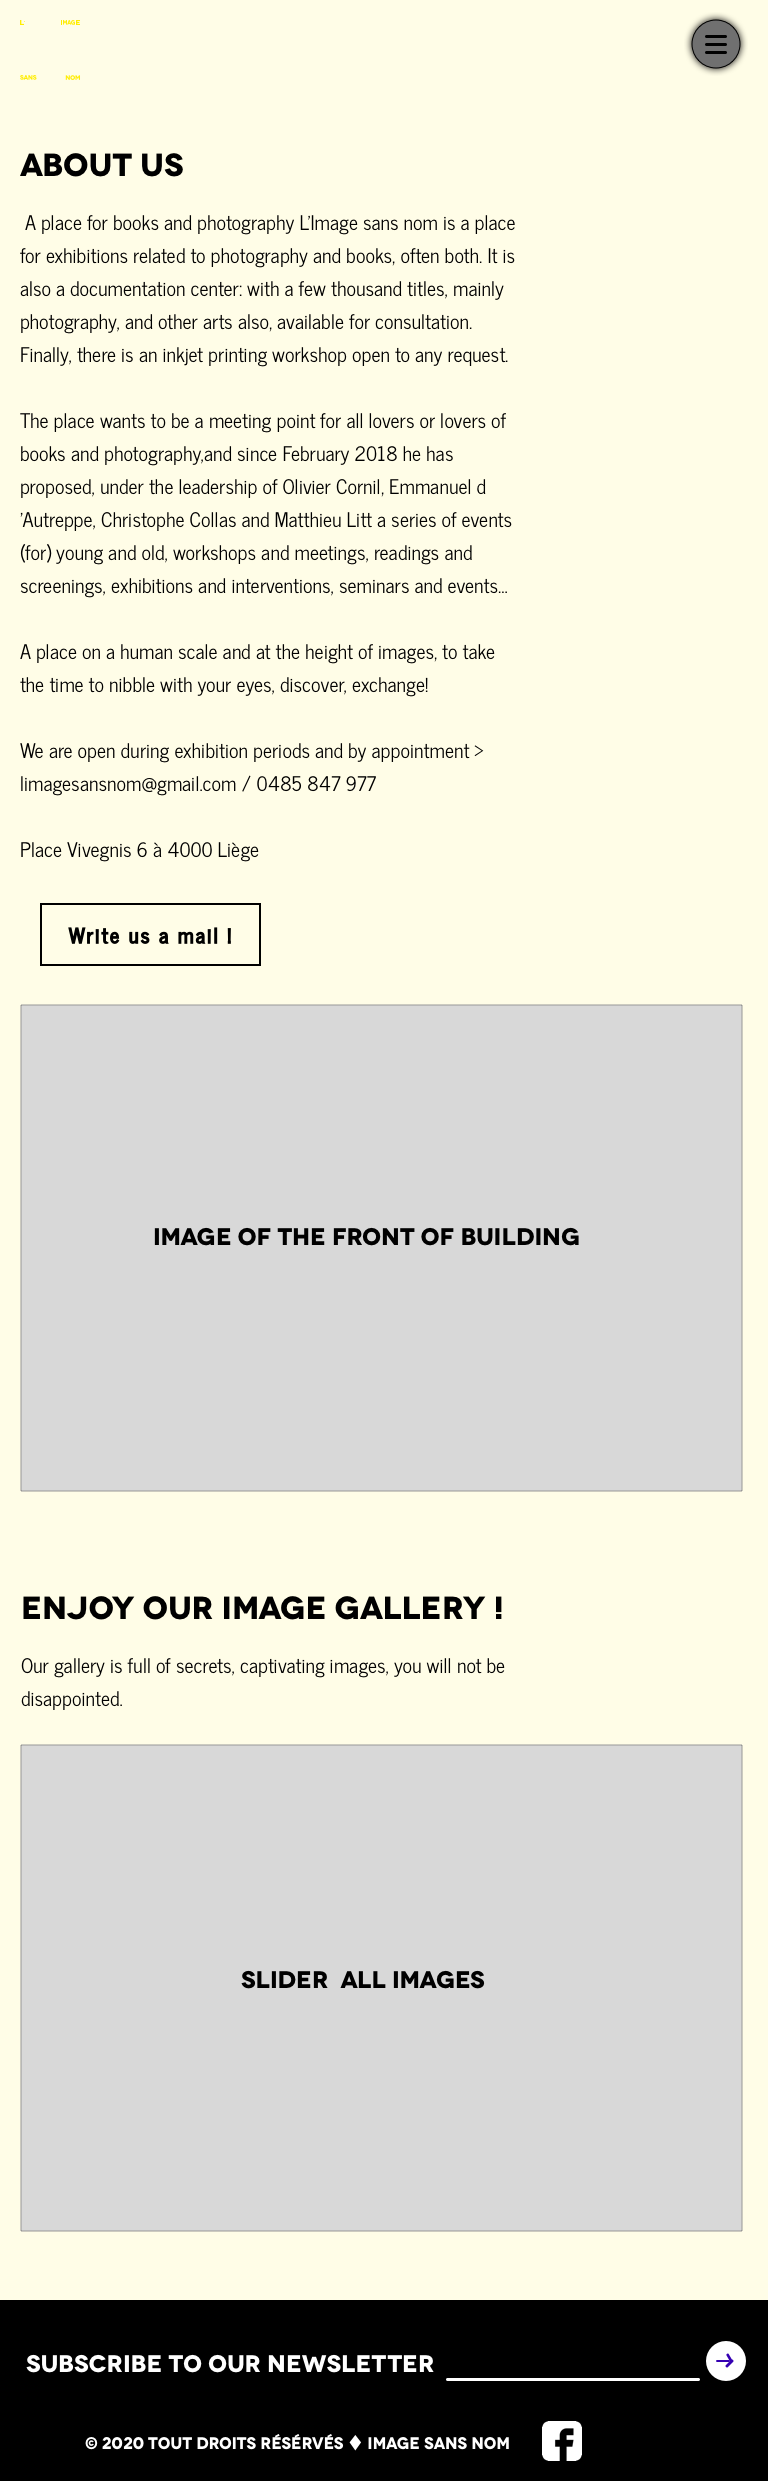 L IMAGE
SANS NOM
ABOUT US
A place for books and photography L'Image sans nom is a place
for exhibitions related to photography and books, often both. It is
also a documentation center: with a few thousand titles, mainly
photography, and other arts also, available for consultation.
Finally, there is an inkjet printing workshop open to any request.
The place wants to be a meeting point for all lovers or lovers of
books and photography,and since February 2018 he has
proposed, under the leadership of Olivier Cornil, Emmanuel d
'Autreppe, Christophe Collas and Matthieu Litt a series of events
(for) young and old, workshops and meetings, readings and
screenings, exhibitions and interventions, seminars and events...
A place on a human scale and at the height of images, to take
the time to nibble with your eyes, discover, exchange!
We are open during exhibition periods and by appointment >
limagesansnom@gmail.com / 0485 847 977
Place Vivegnis 6 à 4000 Liège
Write us a mail !
IMAGE OF THE FRONT OF BUILDING
ENJOY OUR IMAGE GALLERY !
Our gallery is full of secrets, captivating images, you will not be
disappointed.
SLIDER ALL IMAGES
SUBSCRIBE TO OUR NEWSLETTER
© 2020 TOUT DROITS RÉSÉRVÉS ♦ IMAGE SANS NOM